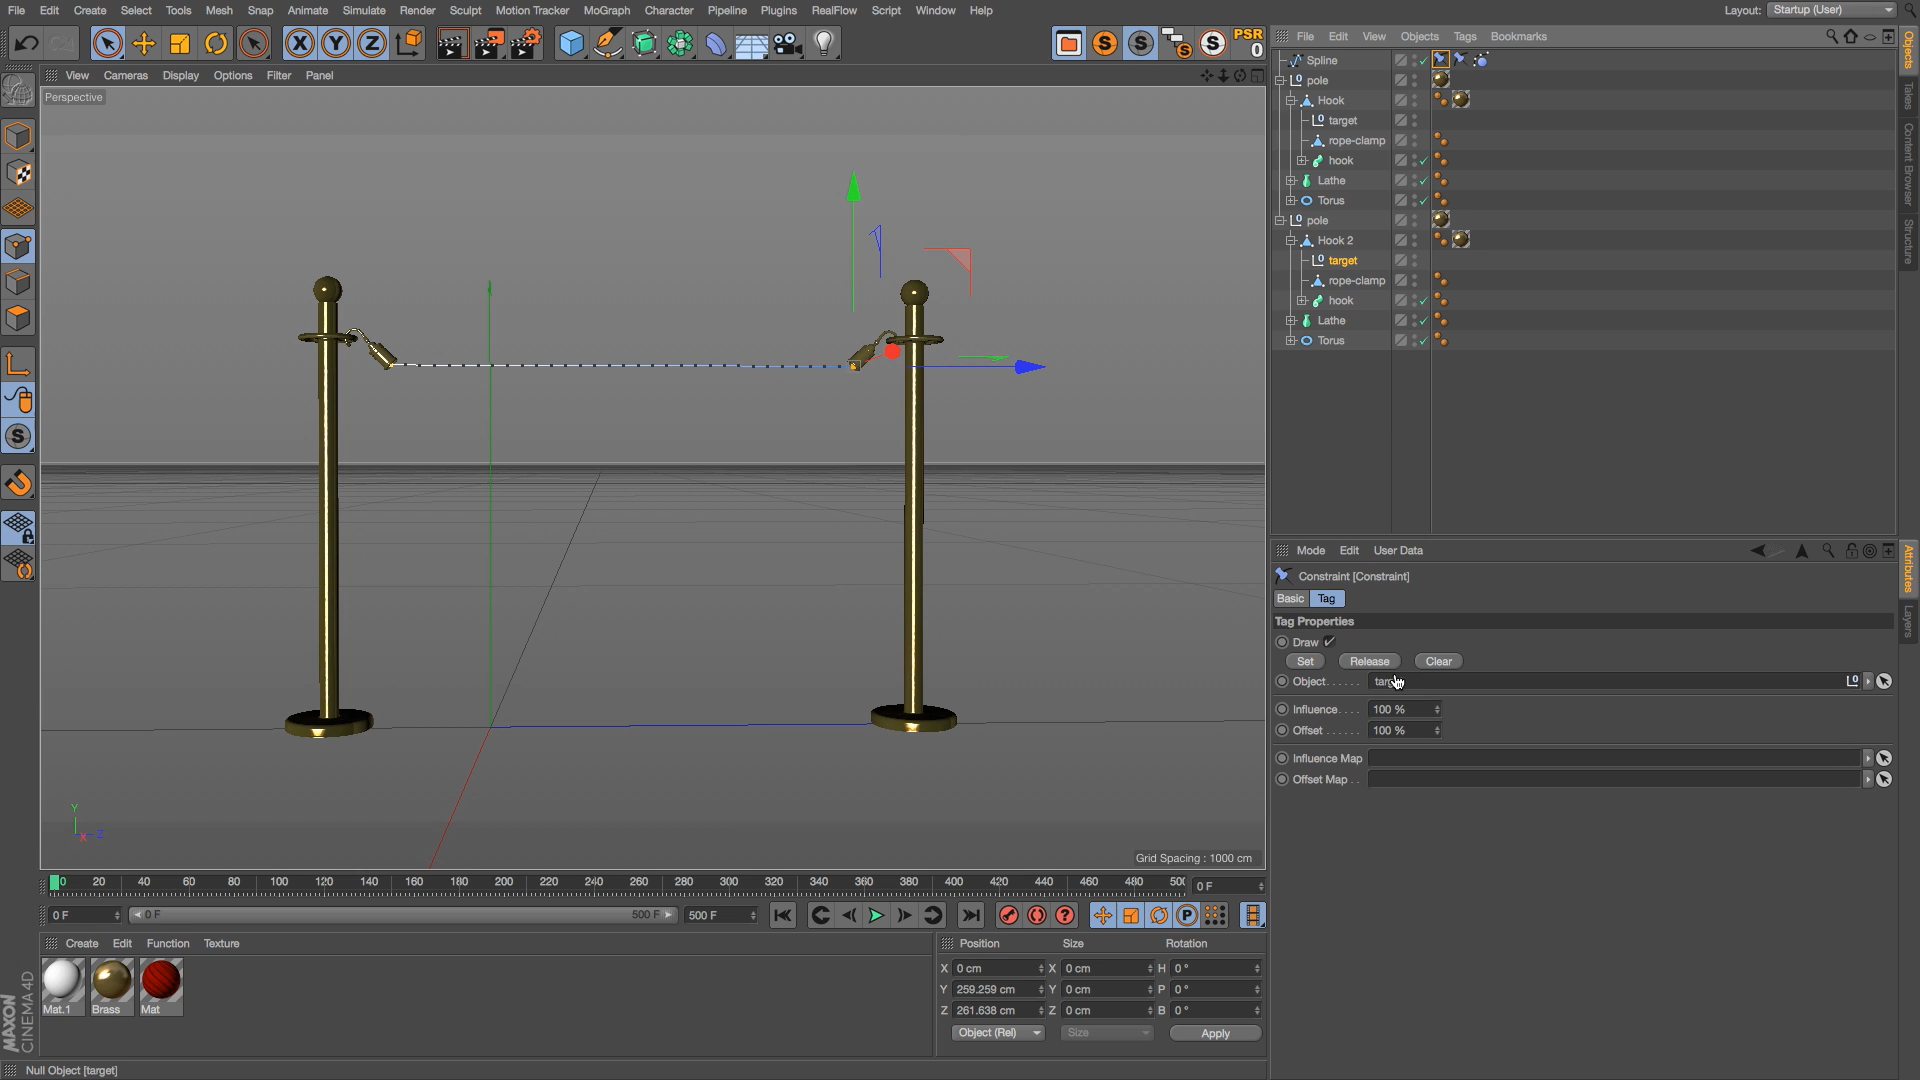 File Edit Create Select Tools Mesh Snap Animate Simulate Render Sculpt Motion Tracker MoGraph Character Pipeline Plugins RealFlow Script Window Help
Layout: Startup (User)
PSR
0
View Cameras Display Options Filter Panel
Perspective
Grid Spacing : 1000 cm
Y
X
Z
File Edit View Objects Tags Bookmarks
Spline
pole
Hook
target
rope-clamp
hook
Lathe
Torus
pole
Hook 2
target
rope-clamp
hook
Lathe
Torus
Objects
Takes
Content Browser
Structure
Mode Edit User Data
Constraint [Constraint]
Basic Tag
Tag Properties
Draw
Set Release Clear
Object
Influence 100 %
Offset 100 %
Influence Map
Offset Map
Attributes
Layers
0 20 40 60 80 100 120 140 160 180 200 220 240 260 280 300 320 340 360 380 400 420 440 460 480 500 0 F
0 F 0 F 500 F 500 F
Create Edit Function Texture
Mat.1 Brass Mat
Position Size Rotation
X 0 cm X 0 cm H 0 °
Y 259.259 cm Y 0 cm P 0 °
Z 261.638 cm Z 0 cm B 0 °
Object (Rel) Size Apply
MAXON
CINEMA 4D
Null Object [target]